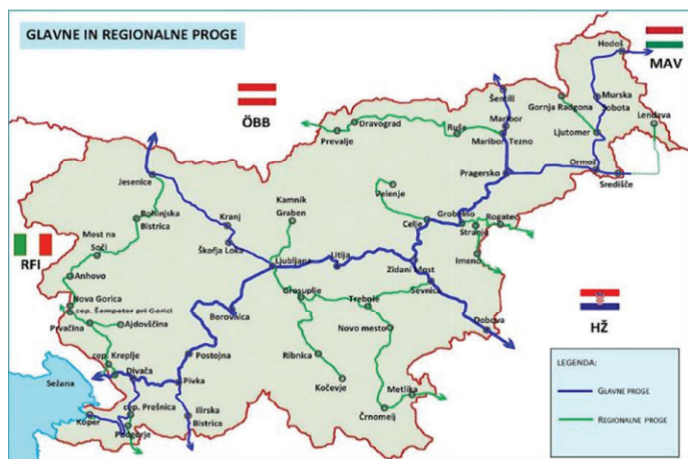 GLAVNE IN REGIONALNE PROGE
Hodoš
MAV
ÖBB
Šentilj
Maribor
Maribor Tezno
Gornja Radgona
Murska
Sobota
Lendava
Ljutomer
Prevalje
Dravograd
Ruše
Pragersko
Ormož
Središče
Jesenice
Bohinjska
Bistrica
Kamnik
Graben
Velenje
Kranj
Škofja Loka
Most na
Soči
Celje
Grobelno
Rogatec
Stranje
Imeno
RFI
Anhovo
Ljubljana
Litija
Zidani Most
Sevnica
Nova Gorica
cep. Šempeter pri Gorici
Prvačina
Ajdovščina
Grosuplje
Trebnje
HŽ
Borovnica
Novo mesto
Dobova
cep. Kreplje
Postojna
Ribnica
Kočevje
Sežana
Divača
Pivka
Metlika
Črnomelj
cep. Prešnica
Koper
Podgorje
Ilirska
Bistrica
LEGENDA:
GLAVNE PROGE
REGIONALNE PROGE